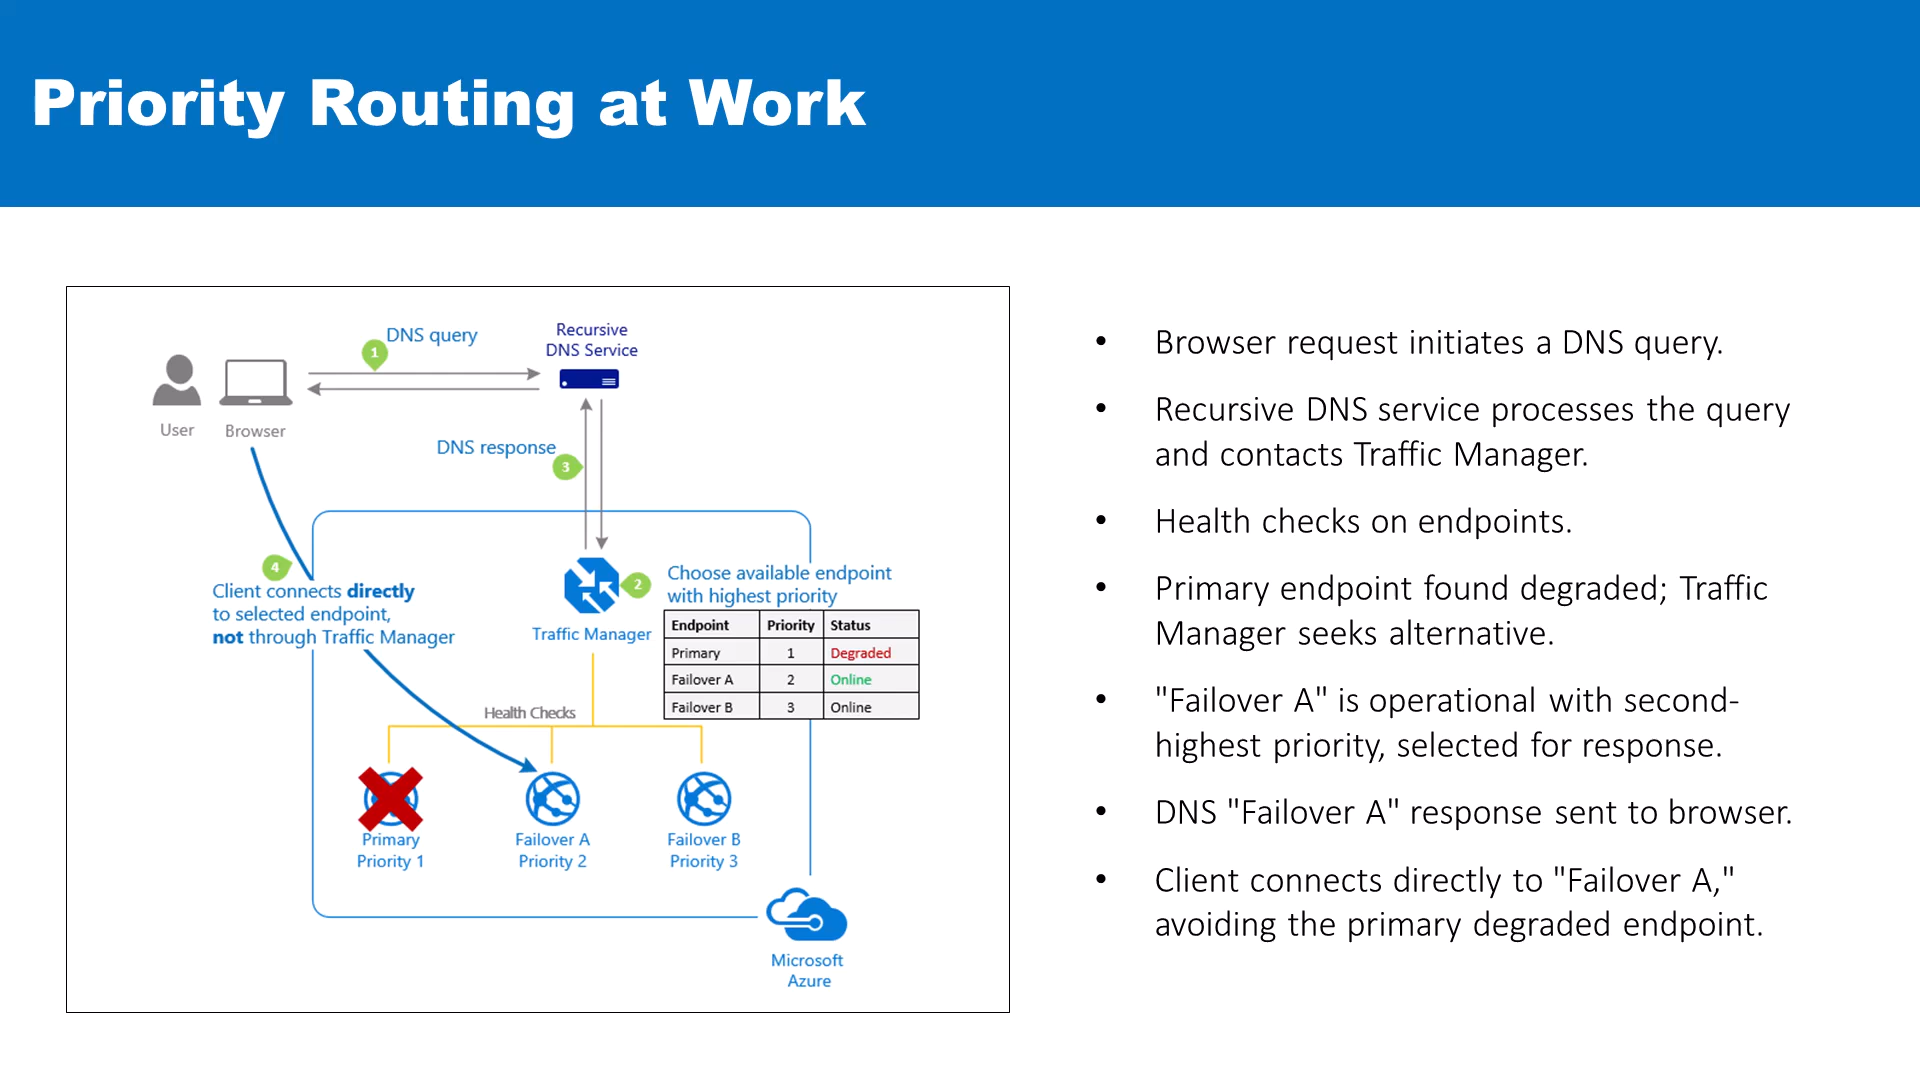 Priority Routing at Work
DNS query
1
Recursive
DNS Service
User
Browser
DNS response
3
4
Client connects directly
to selected endpoint,
not through Traffic Manager
2
Choose available endpoint
with highest priority
Traffic Manager
Endpoint Priority Status
Primary 1 Degraded
Failover A 2 Online
Failover B 3 Online
Health Checks
Primary
Priority 1
Failover A
Priority 2
Failover B
Priority 3
Microsoft
Azure
• Browser request initiates a DNS query.
• Recursive DNS service processes the query
and contacts Traffic Manager.
• Health checks on endpoints.
• Primary endpoint found degraded; Traffic
Manager seeks alternative.
• "Failover A" is operational with second-
highest priority, selected for response.
• DNS "Failover A" response sent to browser.
• Client connects directly to "Failover A,"
avoiding the primary degraded endpoint.